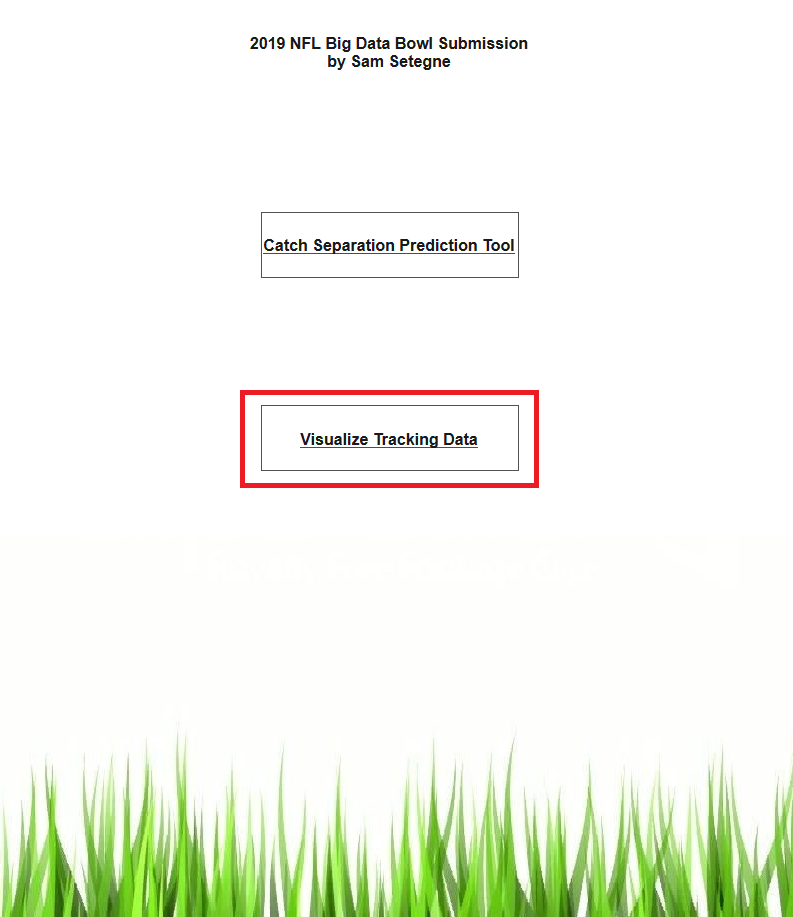 2019 NFL Big Data Bowl Submission
by Sam Setegne
Catch Separation Prediction Tool
Visualize Tracking Data